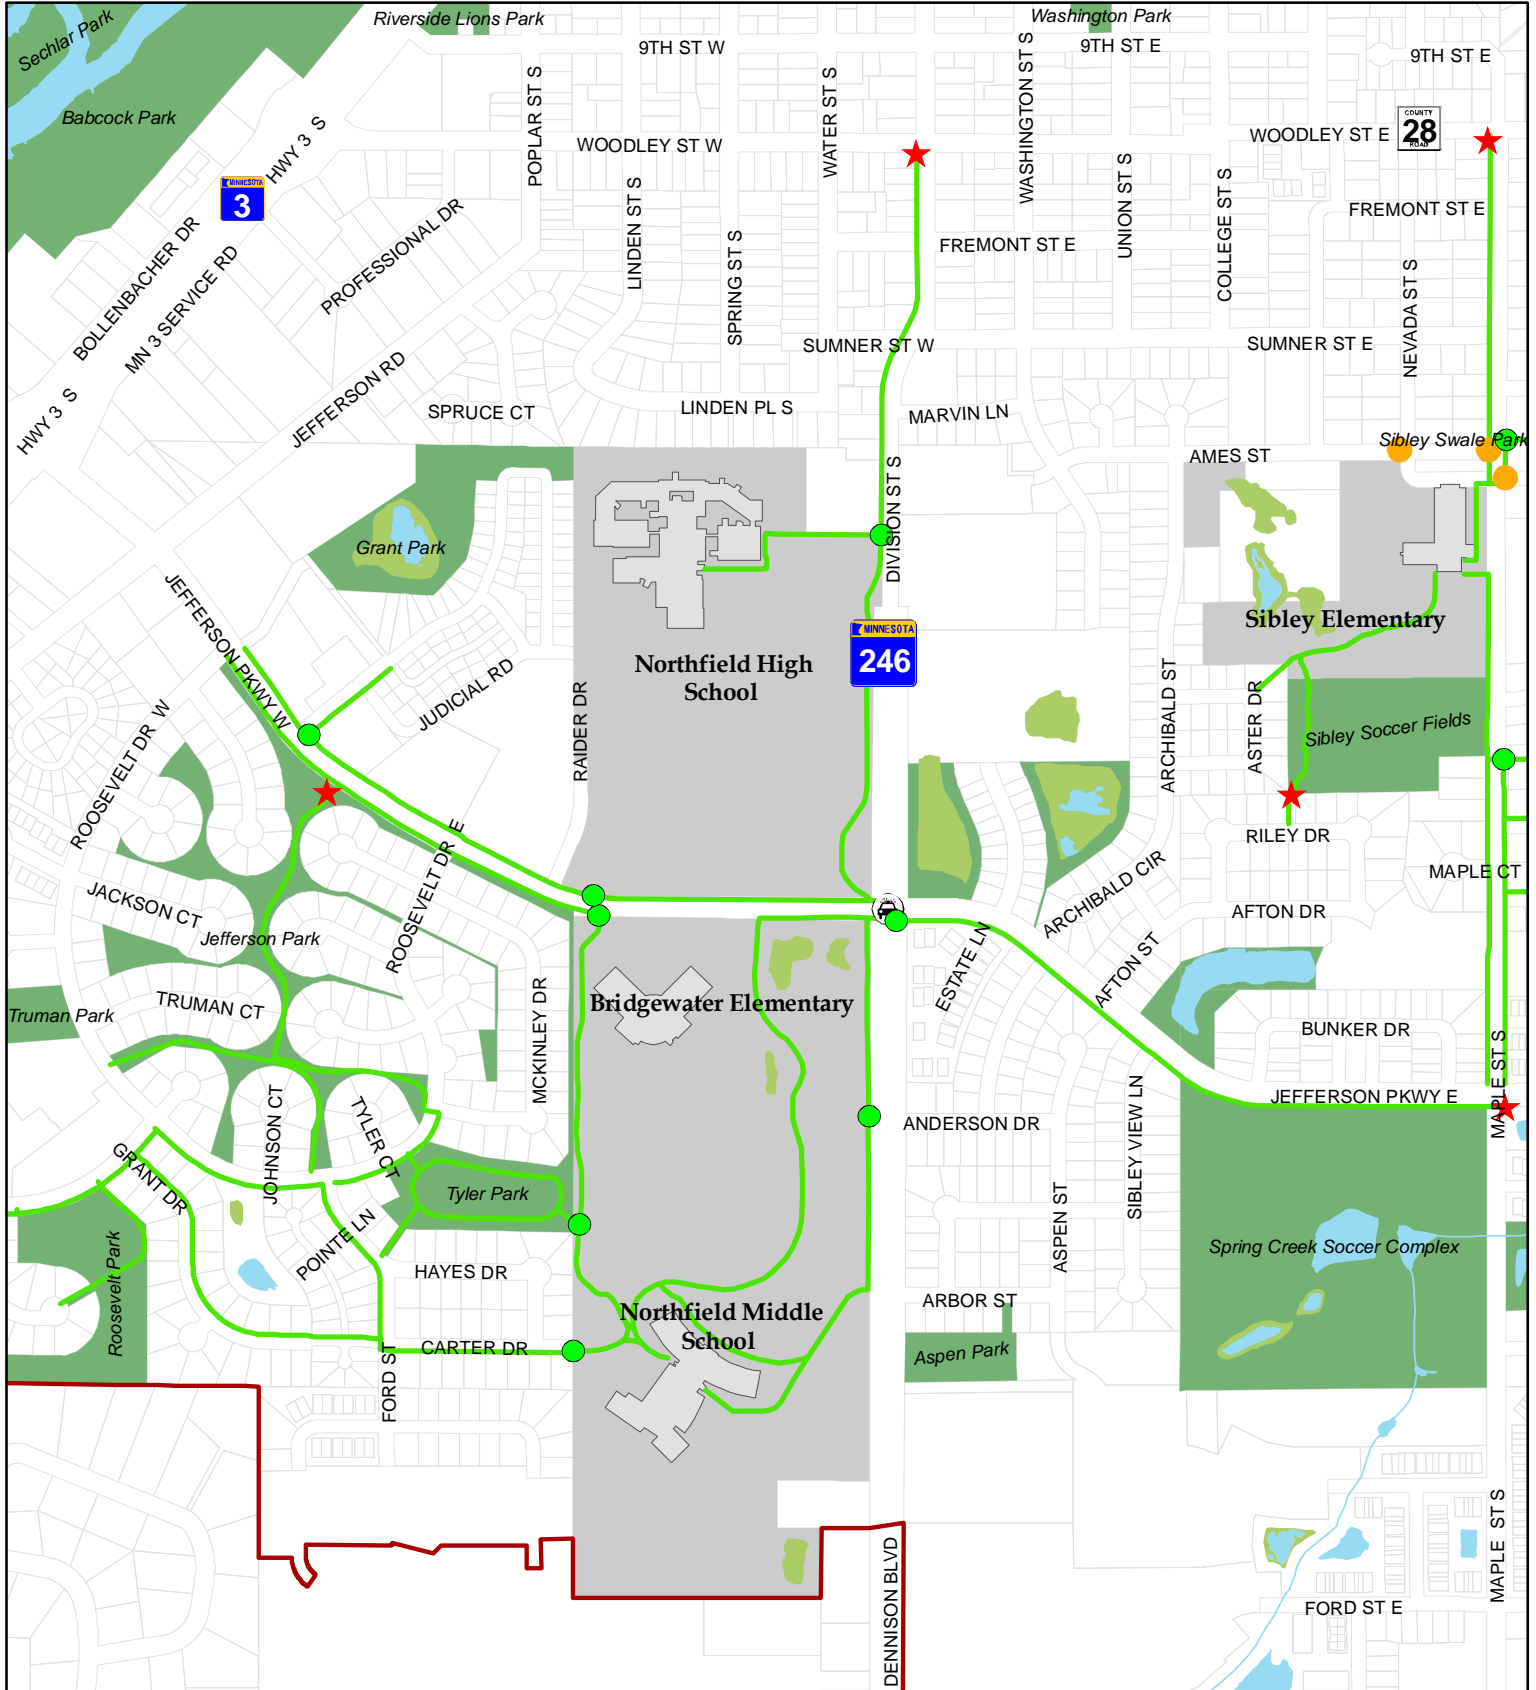 Sechlar Park
Riverside Lions Park
Washington Park
9TH ST W
9TH ST E
9TH ST E
Babcock Park
HWY 3 S
POPLAR ST S
WOODLEY ST W
WATER ST S
WASHINGTON ST S
WOODLEY ST E
COUNTY
28
ROAD
MINNESOTA
3
BOLLENBACHER DR
MN 3 SERVICE RD
PROFESSIONAL DR
LINDEN ST S
SPRING ST S
FREMONT ST E
UNION ST S
COLLEGE ST S
FREMONT ST E
NEVADA ST S
SUMNER ST W
SUMNER ST E
HWY 3 S
JEFFERSON RD
SPRUCE CT
LINDEN PL S
MARVIN LN
AMES ST
Sibley Swale Park
DIVISION ST S
Grant Park
JEFFERSON PKWY W
MINNESOTA
246
Sibley Elementary
Northfield High
School
JUDICIAL RD
RAIDER DR
ARCHIBALD ST
ASTER DR
Sibley Soccer Fields
ROOSEVELT DR W
ROOSEVELT DR E
RILEY DR
MAPLE CT
JACKSON CT
Jefferson Park
ARCHIBALD CIR
AFTON DR
ESTATE LN
AFTON ST
Truman Park
TRUMAN CT
MCKINLEY DR
Bridgewater Elementary
BUNKER DR
MAPLE ST S
JEFFERSON PKWY E
JOHNSON CT
TYLER CT
ANDERSON DR
SIBLEY VIEW LN
GRANT DR
Tyler Park
ASPEN ST
Roosevelt Park
POINTE LN
HAYES DR
Spring Creek Soccer Complex
Northfield Middle
School
ARBOR ST
CARTER DR
FORD ST
Aspen Park
DENNISON BLVD
MAPLE ST S
FORD ST E